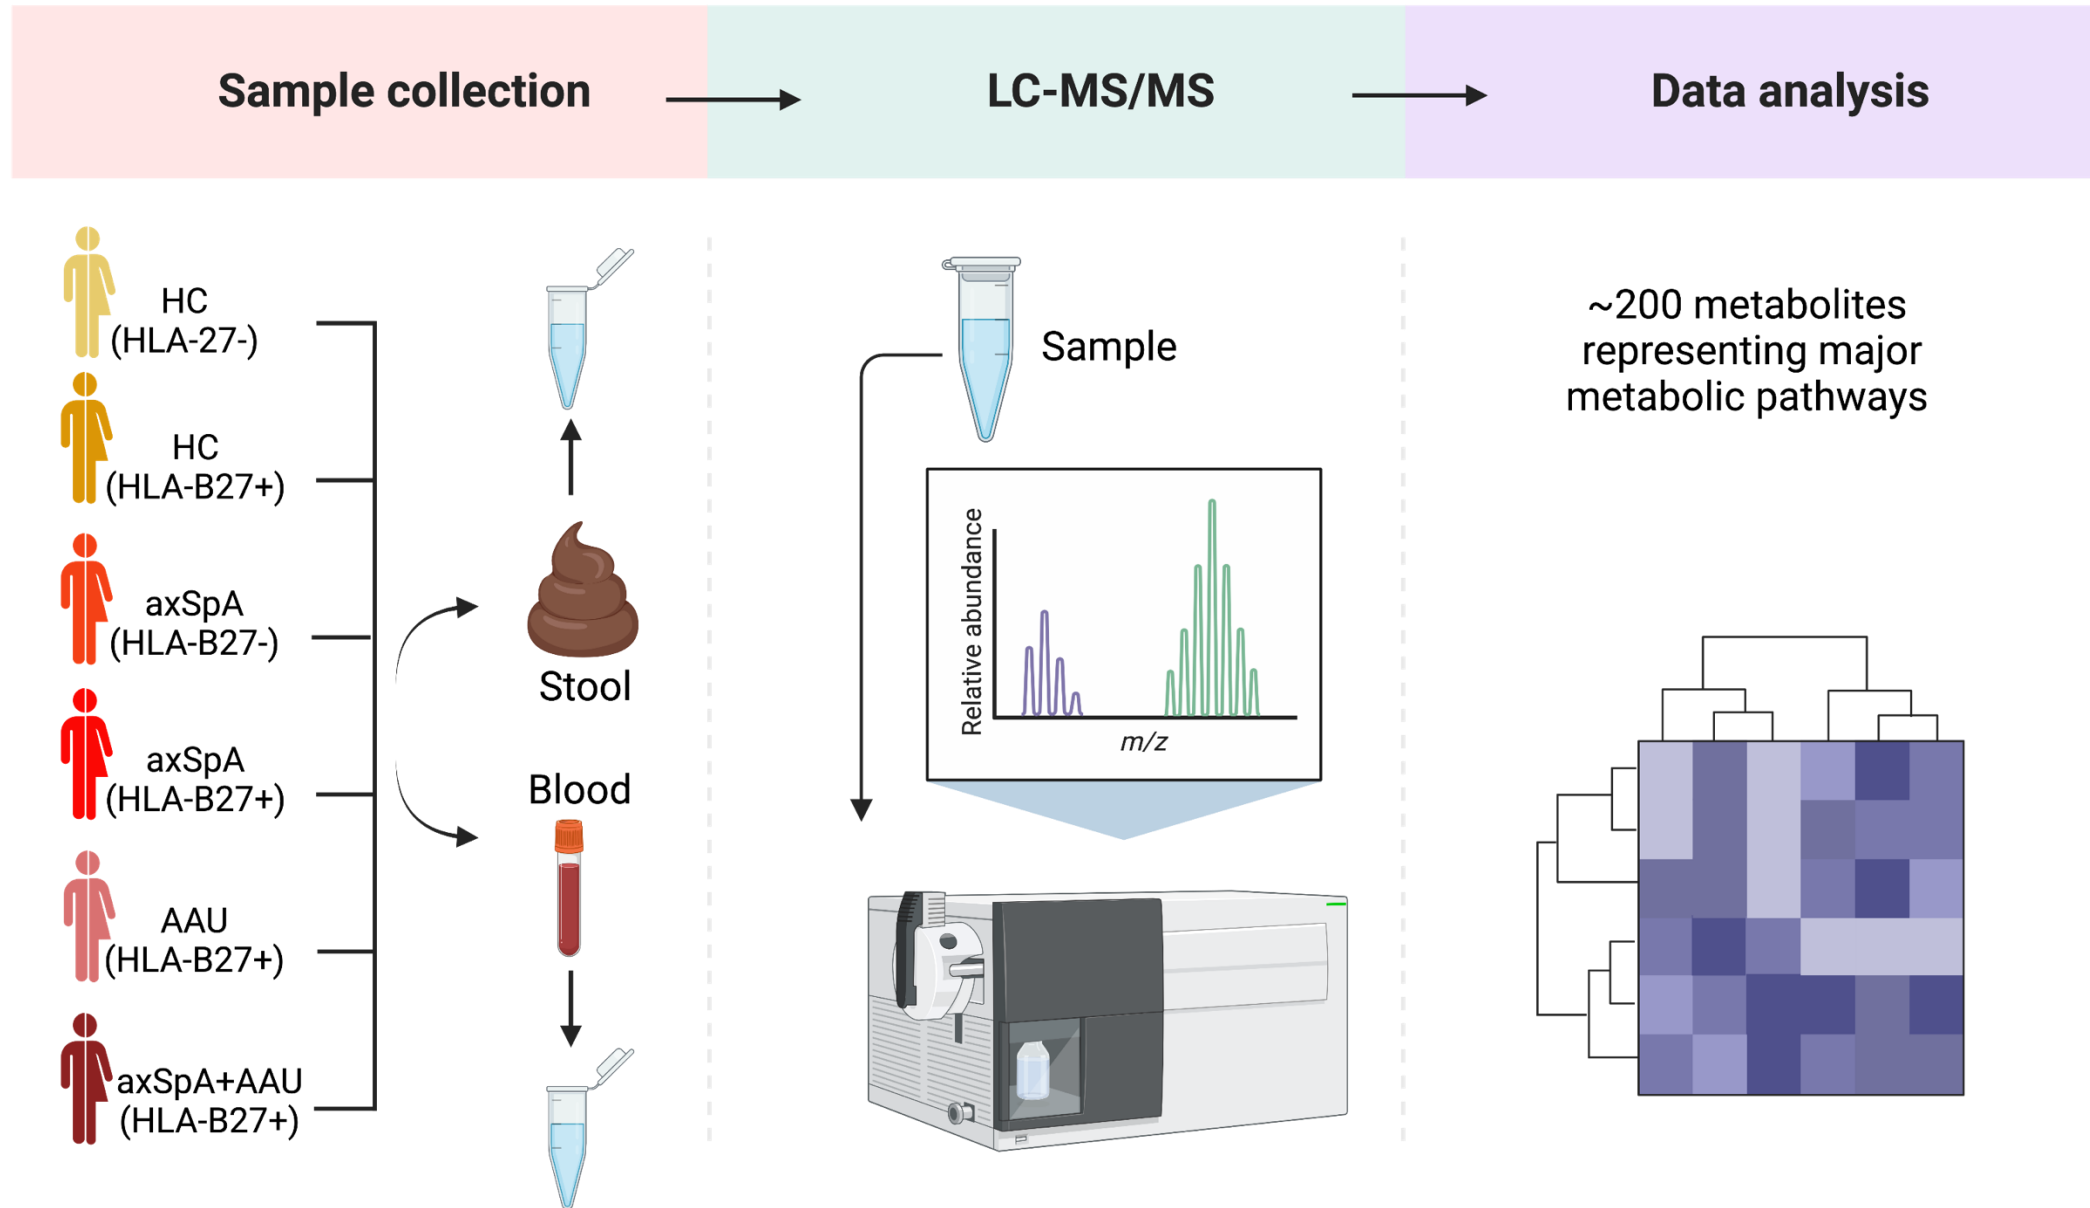 Sample collection
LC-MS/MS
Data analysis
HC
(HLA-27-)
HC
(HLA-B27+)
axSpA
(HLA-B27-)
axSpA
(HLA-B27+)
AAU
(HLA-B27+)
axSpA+AAU
(HLA-B27+)
Stool
Blood
Sample
Relative abundance
m/z
~200 metabolites
representing major
metabolic pathways